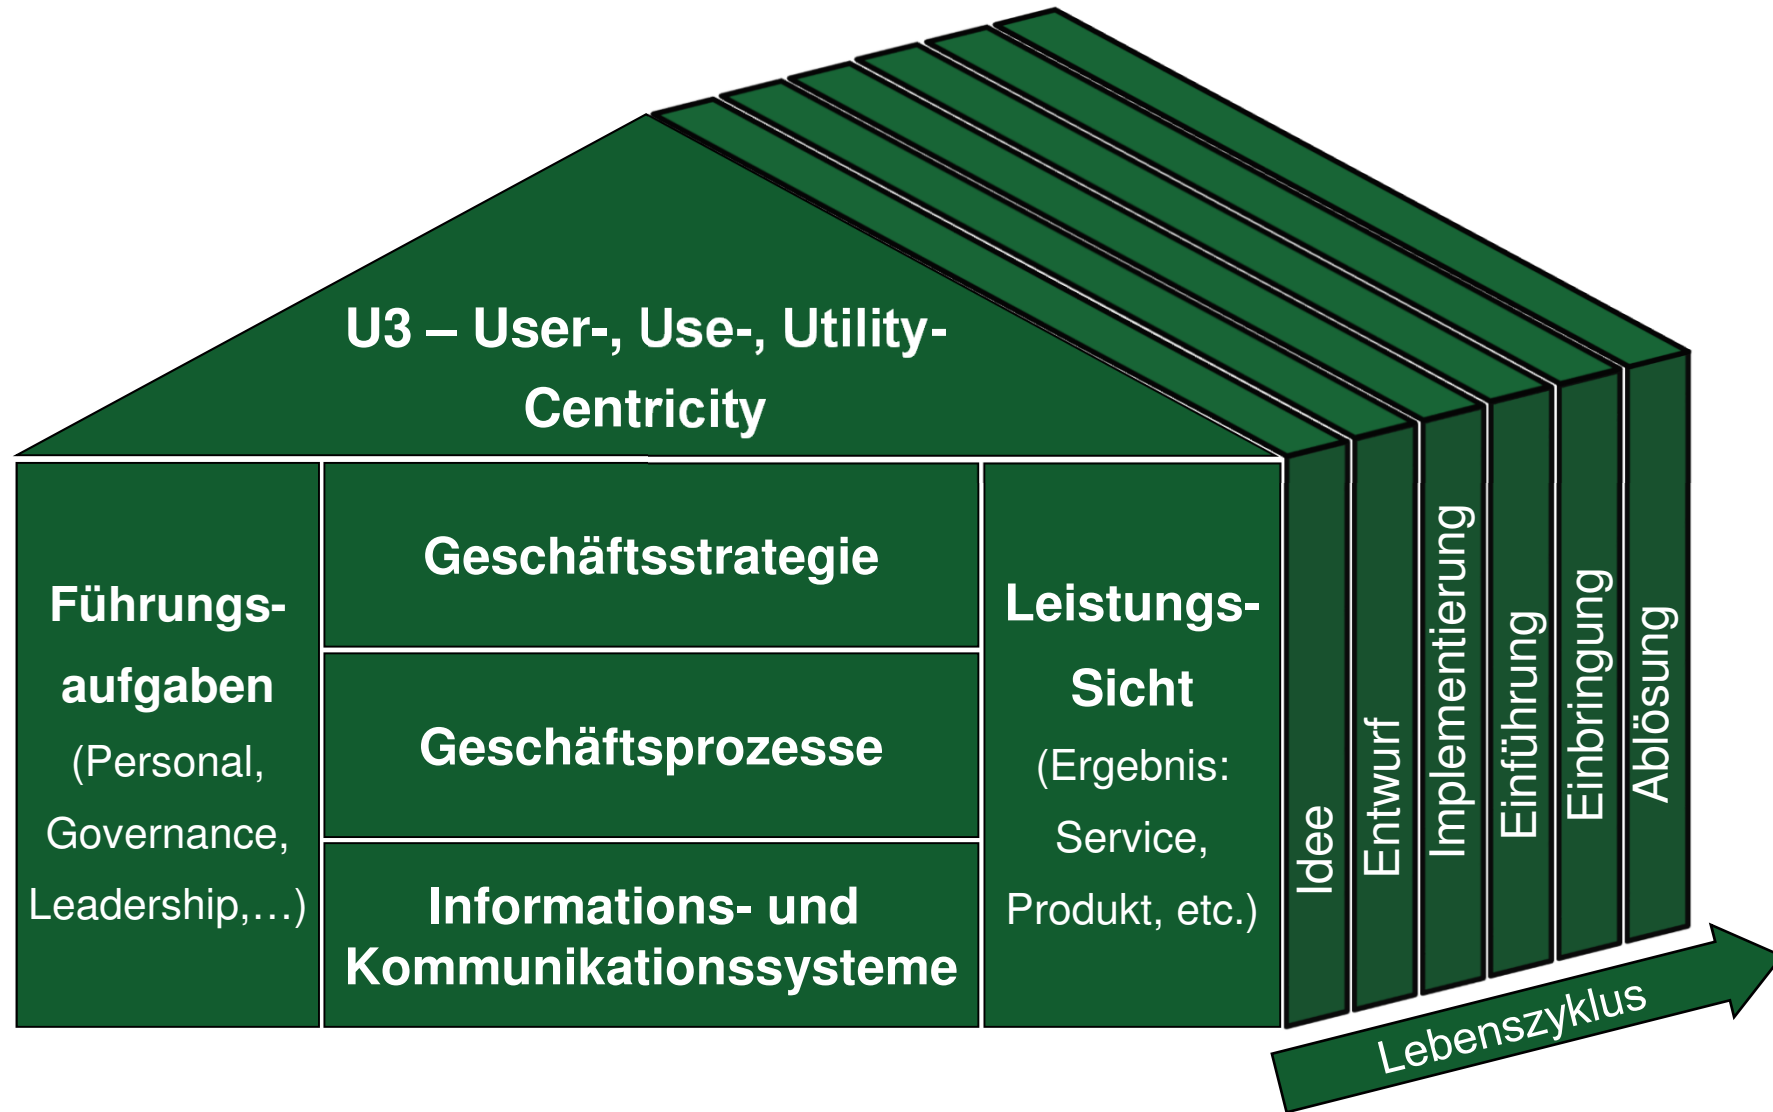 U3 – User-, Use-, Utility-
Centricity
Führungs-
aufgaben
(Personal,
Governance,
Leadership,...)
Geschäftsstrategie
Geschäftsprozesse
Informations- und
Kommunikationssysteme
Leistungs-
Sicht
(Ergebnis:
Service,
Produkt, etc.)
Idee
Entwurf
Implementierung
Einführung
Einbringung
Ablösung
Lebenszyklus